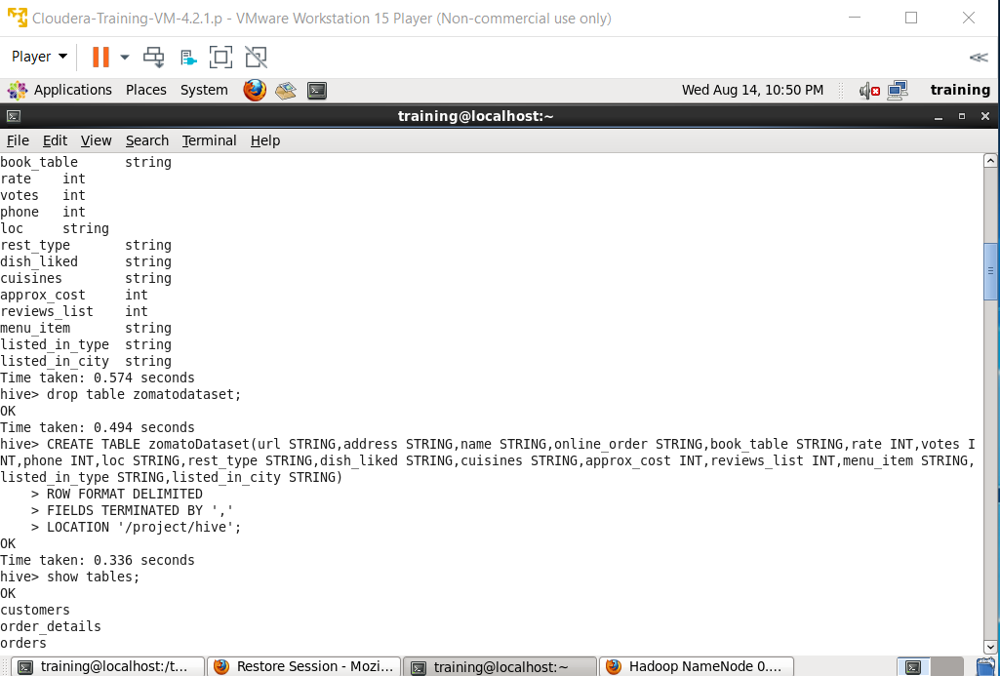 Cloudera-Training-VM-4.2.1.p - VMware Workstation 15 Player (Non-commercial use only)
Player
Applications Places System Wed Aug 14, 10:50 PM training
training@localhost:~
File Edit View Search Terminal Help
book_table string
rate int
votes int
phone int
loc string
rest_type string
dish_liked string
cuisines string
approx_cost int
reviews_list int
menu_item string
listed_in_type string
listed_in_city string
Time taken: 0.574 seconds
hive> drop table zomatodataset;
OK
Time taken: 0.494 seconds
hive> CREATE TABLE zomatoDataset(url STRING,address STRING,name STRING,online_order STRING,book_table STRING,rate INT,votes I
NT,phone INT,loc STRING,rest_type STRING,dish_liked STRING,cuisines STRING,approx_cost INT,reviews_list INT,menu_item STRING,
listed_in_type STRING,listed_in_city STRING)
> ROW FORMAT DELIMITED
> FIELDS TERMINATED BY ','
> LOCATION '/project/hive';
OK
Time taken: 0.336 seconds
hive> show tables;
OK
customers
order_details
orders
training@localhost:/t... Restore Session - Mozi... training@localhost:~ Hadoop NameNode 0....